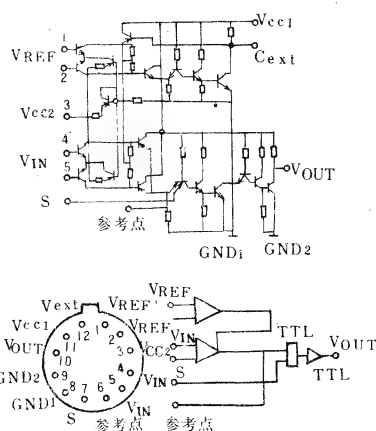 1
Vcc1
VREF
2
Cext
3
Vcc2
4
VIN
5
VOUT
S
参考点
GND1 GND2
Vext
VREF
VREF
Vcc1
12 1
VREF
11 2
VIN
VOUT
10 3
VCC2
TTL
VOUT
S
GND2
9 4
VIN
8 7 6 5
TTL
GND1
S
VIN
参考点 参考点